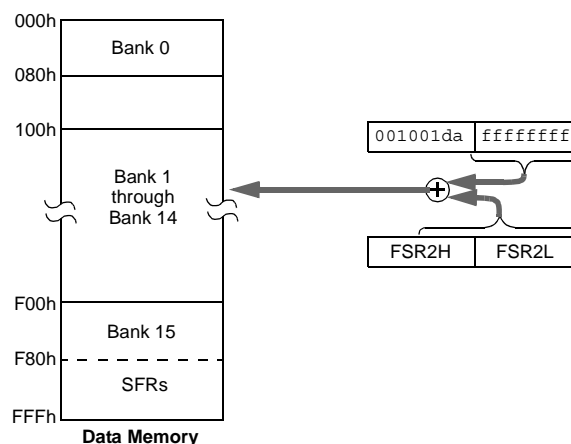 000h
Bank 0
080h
100h
001001da ffffffff
Bank 1
through
Bank 14
FSR2H FSR2L
F00h
Bank 15
F80h
SFRs
FFFh
Data Memory